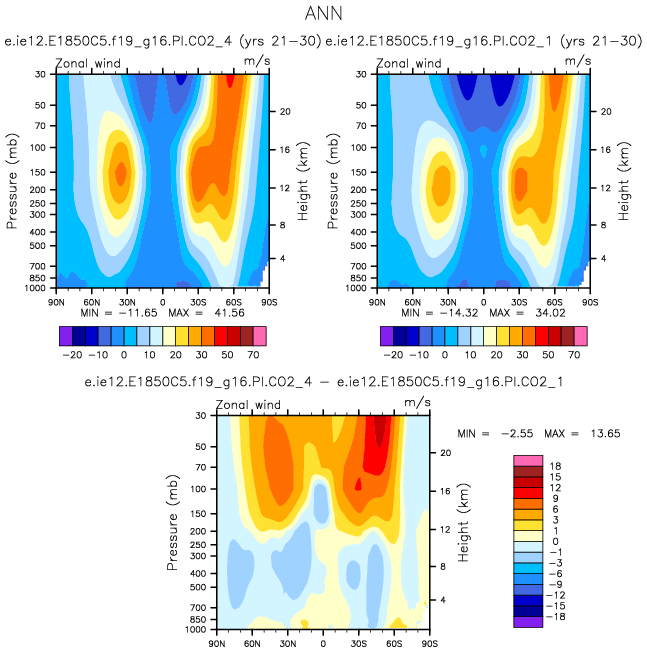 ANN
e.ie12.E1850C5.f19_g16.PI.CO2_4 (yrs 21-30) e.ie12.E1850C5.f19_g16.PI.CO2_1 (yrs 21-30)
Zonal wind m/s Zonal wind m/s
30 30
50 20 50 20
70 70
100 16 100 16
150 12 150 12
200 200
250 250
300 8 300 8
400 400
500 500
700 4 700 4
850 850
1000 1000
Pressure (mb) Height (km) Pressure (mb) Height (km)
90N 60N 30N 0 30S 60S 90S 90N 60N 30N 0 30S 60S 90S
MIN = -11.65 MAX = 41.56 MIN = -14.32 MAX = 34.02
-20 -10 0 10 20 30 50 70 -20 -10 0 10 20 30 50 70
e.ie12.E1850C5.f19_g16.PI.CO2_4 - e.ie12.E1850C5.f19_g16.PI.CO2_1
Zonal wind m/s
MIN = -2.55 MAX = 13.65
30
50 20
70
100 16
150
200 12
250
300 8
400
500
700 4
850
1000
Pressure (mb) Height (km)
90N 60N 30N 0 30S 60S 90S
18
15
12
9
6
3
1
0
-1
-3
-6
-9
-12
-15
-18